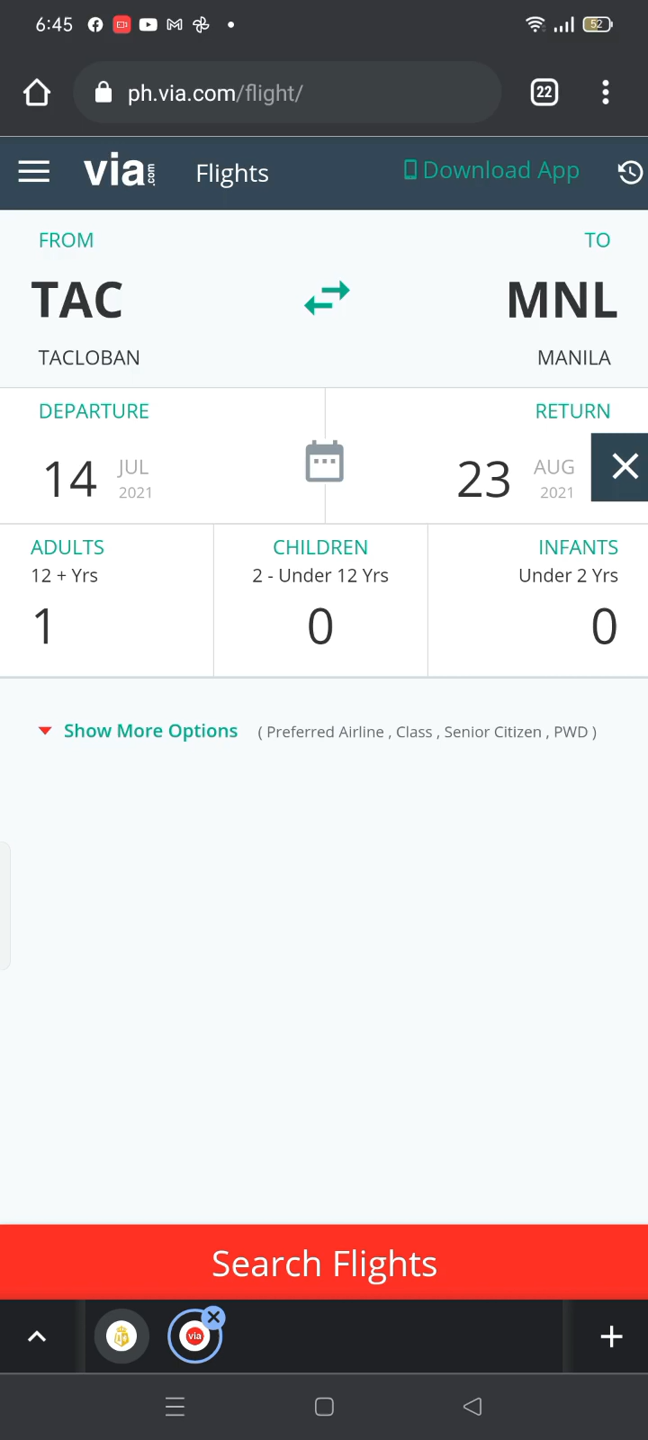 6:45 52
ph.via.com/flight/ 22
via.com Flights Download App
FROM TO
TAC MNL
TACLOBAN MANILA
DEPARTURE RETURN
14 JUL 2021 23 AUG 2021
ADULTS CHILDREN INFANTS
12 + Yrs 2 - Under 12 Yrs Under 2 Yrs
1 0 0
Show More Options ( Preferred Airline , Class , Senior Citizen , PWD )
Search Flights
via